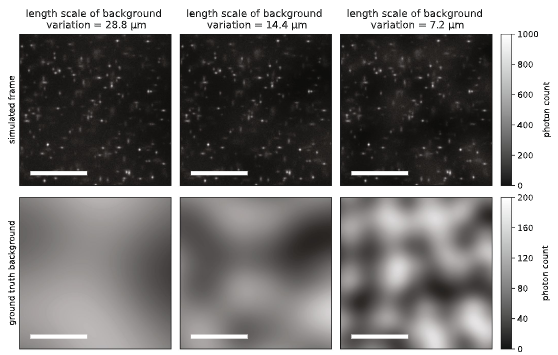 length scale of background
variation = 28.8 μm
length scale of background
variation = 14.4 μm
length scale of background
variation = 7.2 μm
simulated frame
1000
800
600
400
200
0
photon count
ground truth background
200
160
120
80
40
0
photon count